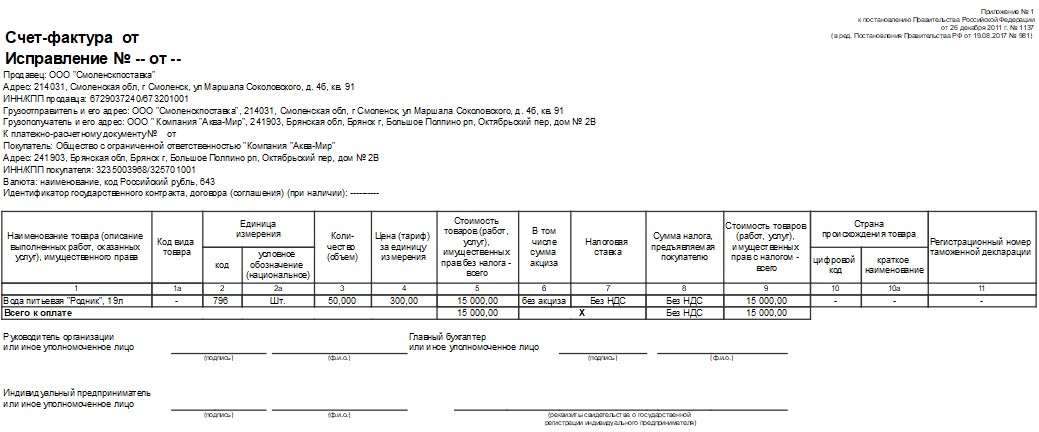 Приложение № 1
к постановлению Правительства Российской Федерации
от 26 декабря 2011 г. № 1137
(в ред. Постановления Правительства РФ от 19.08.2017 № 981)
Счет-фактура от
Исправление № -- от --
Продавец: ООО "Смоленскпоставка"
Адрес: 214031, Смоленская обл, г Смоленск, ул Маршала Соколовского, д. 4б, кв. 91
ИНН/КПП продавца: 6729037240/673201001
Грузоотправитель и его адрес: ООО "Смоленскпоставка", 214031, Смоленская обл, г Смоленск, ул Маршала Соколовского, д. 4б, кв. 91
Грузополучатель и его адрес: ООО " Компания "Аква-Мир", 241903, Брянская обл, Брянск г, Большое Полпино рп, Октябрьский пер, дом № 2В
К платежно-расчетному документу № от
Покупатель: Общество с ограниченной ответственностью "Компания "Аква-Мир"
Адрес: 241903, Брянская обл, Брянск г, Большое Полпино рп, Октябрьский пер, дом № 2В
ИНН/КПП покупателя: 3235003968/325701001
Валюта: наименование, код Российский рубль, 643
Идентификатор государственного контракта, договора (соглашения) (при наличии): ----------
Наименование товара (описание выполненных работ, оказанных услуг), имущественного права
Код вида товара
Единица измерения
код
условное обозначение (национальное)
Коли-чество (объем)
Цена (тариф) за единицу измерения
Стоимость товаров (работ, услуг), имущественных прав без налога - всего
В том числе сумма акциза
Налоговая ставка
Сумма налога, предъявляемая покупателю
Стоимость товаров (работ, услуг), имущественных прав с налогом - всего
Страна происхождения товара
цифровой код
краткое наименование
Регистрационный номер таможенной декларации
1 1а 2 2а 3 4 5 6 7 8 9 10 10а 11
Вода питьевая "Родник", 19л - 796 Шт. 50,000 300,00 15 000,00 без акциза Без НДС Без НДС 15 000,00 - - -
Всего к оплате 15 000,00 Х Без НДС 15 000,00
Руководитель организации
или иное уполномоченное лицо
(подпись) (ф.и.о.)
Главный бухгалтер
или иное уполномоченное лицо
(подпись) (ф.и.о.)
Индивидуальный предприниматель
или иное уполномоченное лицо
(подпись) (ф.и.о.)
(реквизиты свидетельства о государственной
регистрации индивидуального предпринимателя)